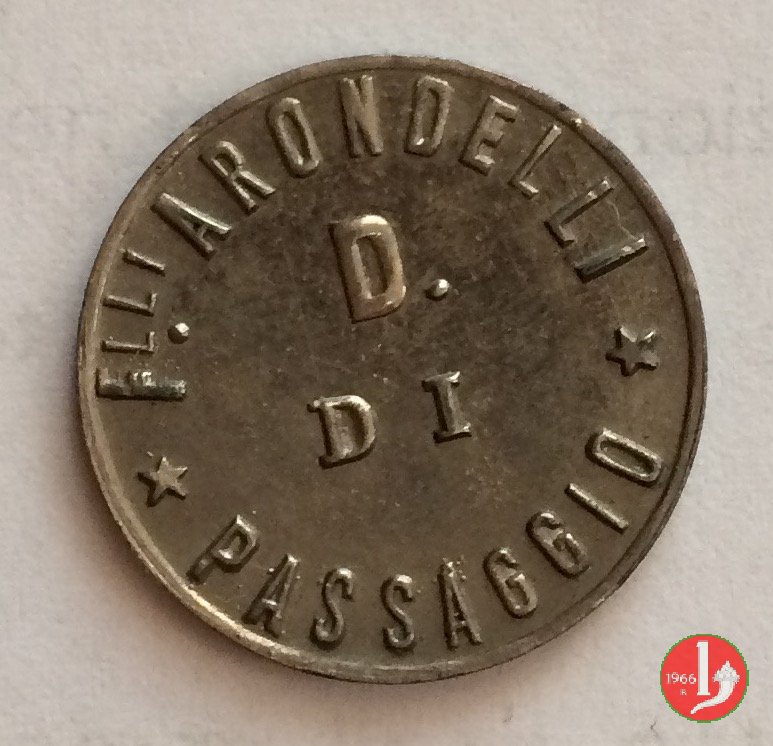 F.LLI ARONDELLI
D.
DI
PASSAGGIO
1966